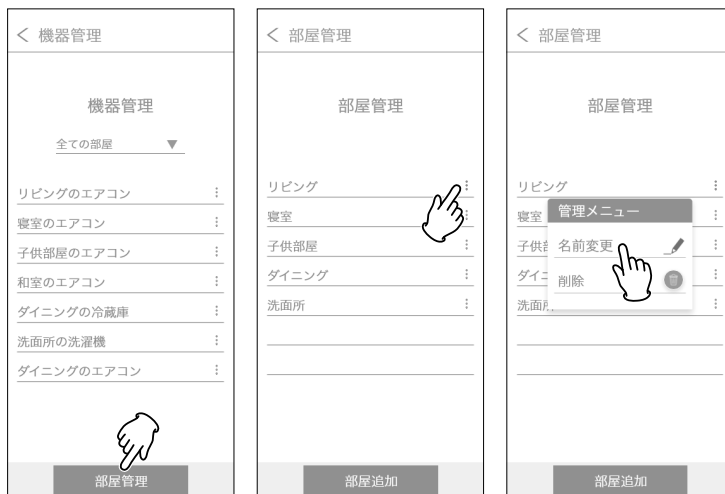 機器管理
機器管理
全ての部屋 ▼
リビングのエアコン
寝室のエアコン
子供部屋のエアコン
和室のエアコン
ダイニングの冷蔵庫
洗面所の洗濯機
ダイニングのエアコン
部屋管理
部屋管理
部屋管理
リビング
寝室
子供部屋
ダイニング
洗面所
部屋追加
部屋管理
部屋管理
リビング
寝室
管理メニュー
子供部
名前変更
ダイニ
削除
洗面所
部屋追加